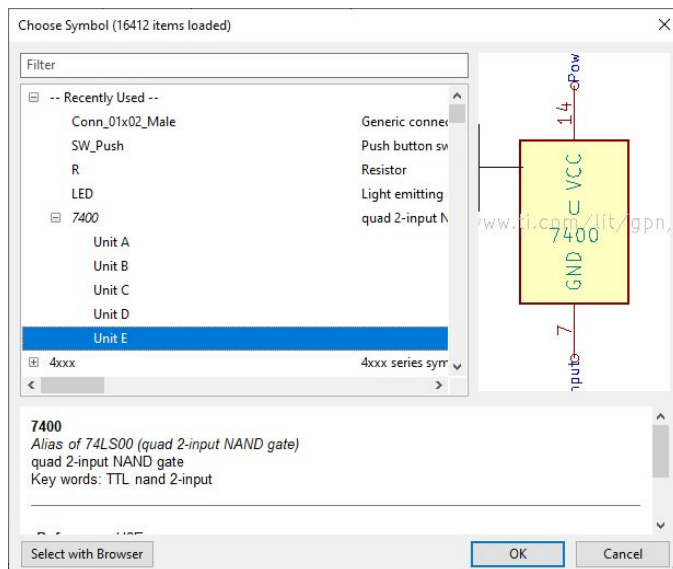 Choose Symbol (16412 items loaded)
Filter
-- Recently Used --
Conn_01x02_Male Generic connec
SW_Push Push button sw
R Resistor
LED Light emitting
7400 quad 2-input N
Unit A
Unit B
Unit C
Unit D
Unit E
4xxx 4xxx series sym
Pow
14
VCC
U
www.ti.com/lit/gpn,
7400
GND
7
nput
7400
Alias of 74LS00 (quad 2-input NAND gate)
quad 2-input NAND gate
Key words: TTL nand 2-input
Select with Browser
OK
Cancel